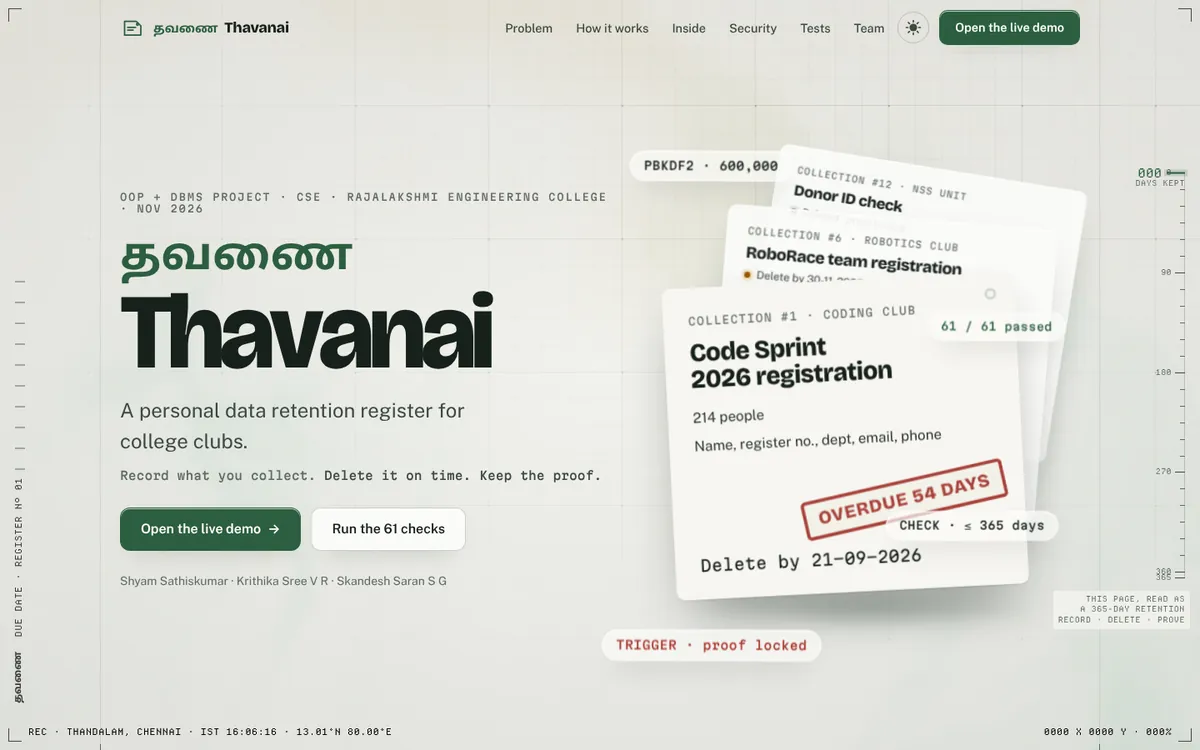 தவணை Thavanai
Problem How it works Inside Security Tests Team Open the live demo
OOP + DBMS PROJECT · CSE · RAJALAKSHMI ENGINEERING COLLEGE
· NOV 2026
தவணை
Thavanai
A personal data retention register for
college clubs.
Record what you collect. Delete it on time. Keep the proof.
Open the live demo →
Run the 61 checks
Shyam Sathiskumar · Krithika Sree V R · Skandesh Saran S G
PBKDF2 · 600,000
COLLECTION #12 · NSS UNIT
Donor ID check
COLLECTION #6 · ROBOTICS CLUB
RoboRace team registration
Delete by 30-11
COLLECTION #1 · CODING CLUB
61 / 61 passed
Code Sprint
2026 registration
214 people
Name, register no., dept, email, phone
OVERDUE 54 DAYS
CHECK · ≤ 365 days
Delete by 21-09-2026
TRIGGER · proof locked
000
DAYS KEPT
90
180
270
360
365
THIS PAGE, READ AS
A 365-DAY RETENTION
RECORD · DELETE · PROVE
தவணை DUE DATE · REGISTER Nº 01
REC · THANDALAM, CHENNAI · IST 16:06:16 · 13.01°N 80.00°E
0000 X 0000 Y · 000%